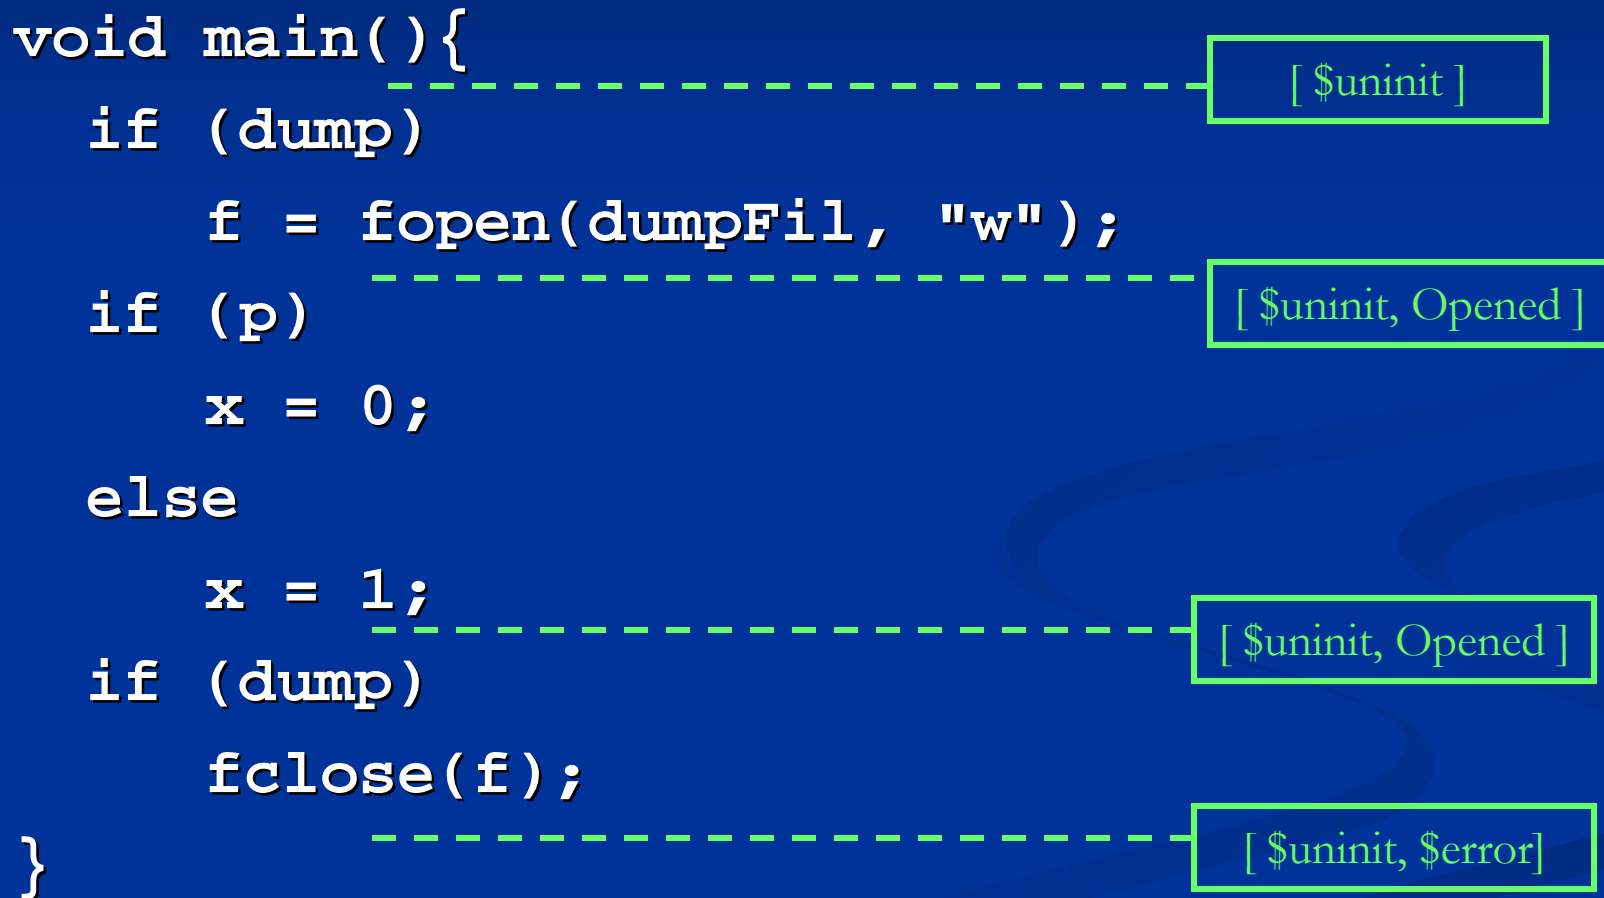 void main(){
[ $uninit ]
if (dump)
f = fopen(dumpFil, "w");
[ $uninit, Opened ]
if (p)
x = 0;
else
x = 1;
[ $uninit, Opened ]
if (dump)
fclose(f);
[ $uninit, $error]
}